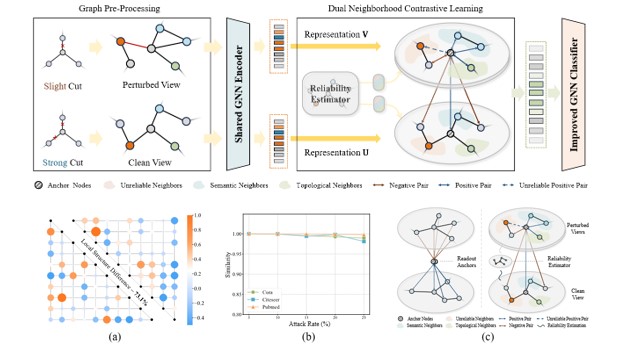 Graph Pre-Processing
Dual Neighborhood Contrastive Learning
Slight Cut
Perturbed View
Strong Cut
Clean View
Shared GNN Encoder
Representation V
Reliability
Estimator
Representation U
Improved GNN Classifier
Anchor Nodes
Unreliable Neighbors
Semantic Neighbors
Topological Neighbors
Negative Pair
Positive Pair
Unreliable Positive Pair
Local Structure Difference = 73.1%
1.0
0.8
0.6
0.4
0.2
0.0
-0.2
-0.4
Similarity
1.00
0.95
0.90
0.85
0.80
Cora
Citeseer
Pubmed
5
10
15
20
25
Attack Rate (%)
Readout
Anchors
Perturbed
Views
Reliability
Estimator
Clean
View
Anchor Nodes
Unreliable Neighbors
Positive Pair
Unreliable Positive Pair
Semantic Neighbors
Topological Neighbors
Negative Pair
Reliability Estimation
(a)
(b)
(c)